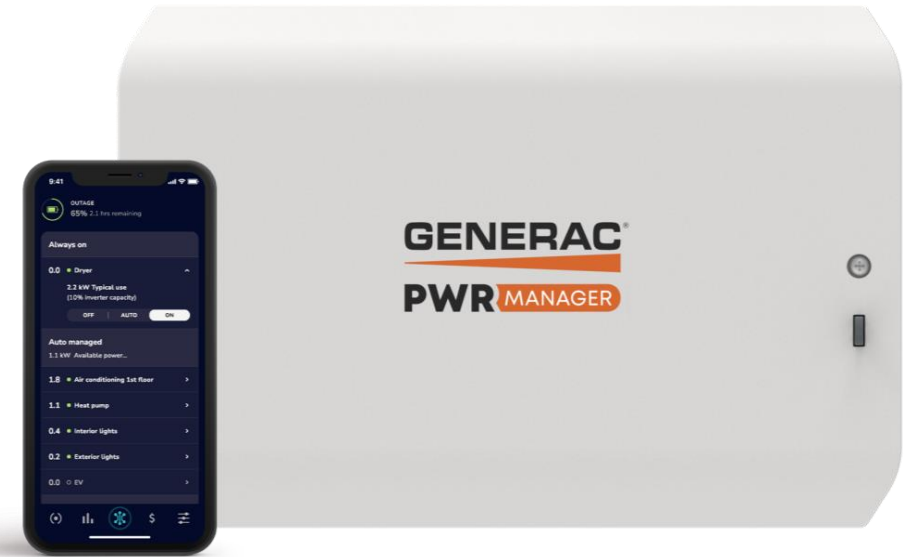 9:41
OUTAGE
65% 2.1 hrs remaining
Always on
0.0 Dryer
2.2 kW Typical use
(10% inverter capacity)
OFF | AUTO ON
Auto managed
1.1 kW Available power...
1.8 Air conditioning 1st floor
1.1 Heat pump
0.4 Interior lights
0.2 Exterior lights
0.0 EV
$
GENERAC®
PWR MANAGER